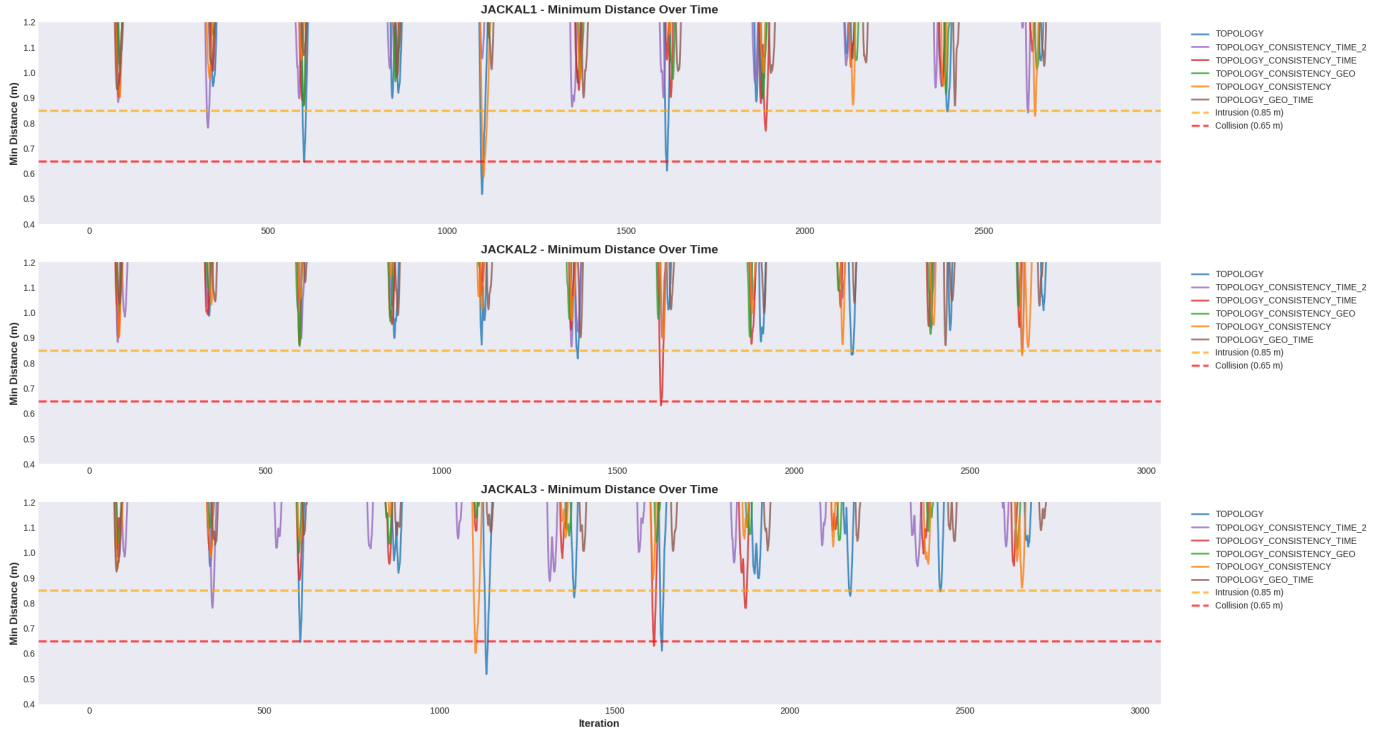 JACKAL1 - Minimum Distance Over Time
Min Distance (m)
1.2
1.1
1.0
0.9
0.8
0.7
0.6
0.5
0.4
0 500 1000 1500 2000 2500
TOPOLOGY
TOPOLOGY_CONSISTENCY_TIME_2
TOPOLOGY_CONSISTENCY_TIME
TOPOLOGY_CONSISTENCY_GEO
TOPOLOGY_CONSISTENCY
TOPOLOGY_GEO_TIME
Intrusion (0.85 m)
Collision (0.65 m)
JACKAL2 - Minimum Distance Over Time
Min Distance (m)
1.2
1.1
1.0
0.9
0.8
0.7
0.6
0.5
0.4
0 500 1000 1500 2000 2500 3000
TOPOLOGY
TOPOLOGY_CONSISTENCY_TIME_2
TOPOLOGY_CONSISTENCY_TIME
TOPOLOGY_CONSISTENCY_GEO
TOPOLOGY_CONSISTENCY
TOPOLOGY_GEO_TIME
Intrusion (0.85 m)
Collision (0.65 m)
JACKAL3 - Minimum Distance Over Time
Min Distance (m)
1.2
1.1
1.0
0.9
0.8
0.7
0.6
0.5
0.4
0 500 1000 1500 2000 2500 3000
Iteration
TOPOLOGY
TOPOLOGY_CONSISTENCY_TIME_2
TOPOLOGY_CONSISTENCY_TIME
TOPOLOGY_CONSISTENCY_GEO
TOPOLOGY_CONSISTENCY
TOPOLOGY_GEO_TIME
Intrusion (0.85 m)
Collision (0.65 m)